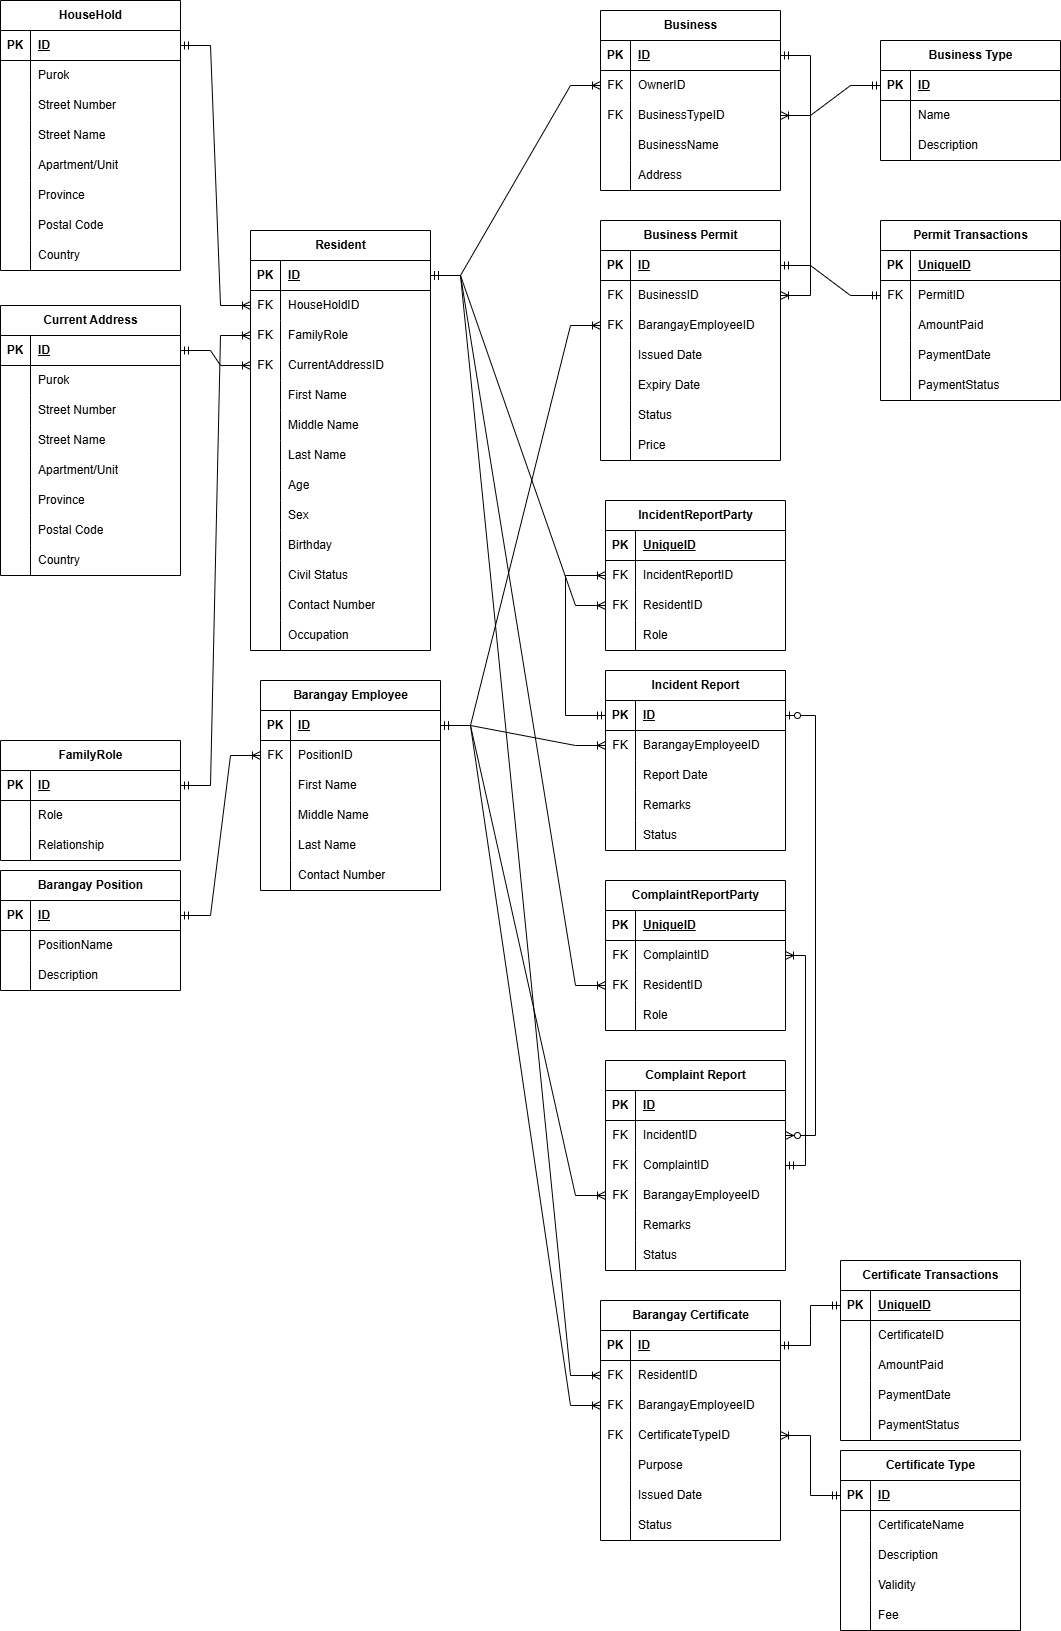 HouseHold
PK ID
Purok
Street Number
Street Name
Apartment/Unit
Province
Postal Code
Country
Current Address
PK ID
Purok
Street Number
Street Name
Apartment/Unit
Province
Postal Code
Country
FamilyRole
PK ID
Role
Relationship
Barangay Position
PK ID
PositionName
Description
Resident
PK ID
FK HouseHoldID
FK FamilyRole
FK CurrentAddressID
First Name
Middle Name
Last Name
Age
Sex
Birthday
Civil Status
Contact Number
Occupation
Barangay Employee
PK ID
FK PositionID
First Name
Middle Name
Last Name
Contact Number
Business
PK ID
FK OwnerID
FK BusinessTypeID
BusinessName
Address
Business Permit
PK ID
FK BusinessID
FK BarangayEmployeeID
Issued Date
Expiry Date
Status
Price
IncidentReportParty
PK UniqueID
FK IncidentReportID
FK ResidentID
Role
Incident Report
PK ID
FK BarangayEmployeeID
Report Date
Remarks
Status
ComplaintReportParty
PK UniqueID
FK ComplaintID
FK ResidentID
Role
Complaint Report
PK ID
FK IncidentID
FK ComplaintID
FK BarangayEmployeeID
Remarks
Status
Barangay Certificate
PK ID
FK ResidentID
FK BarangayEmployeeID
FK CertificateTypeID
Purpose
Issued Date
Status
Business Type
PK ID
Name
Description
Permit Transactions
PK UniqueID
FK PermitID
AmountPaid
PaymentDate
PaymentStatus
Certificate Transactions
PK UniqueID
CertificateID
AmountPaid
PaymentDate
PaymentStatus
Certificate Type
PK ID
CertificateName
Description
Validity
Fee